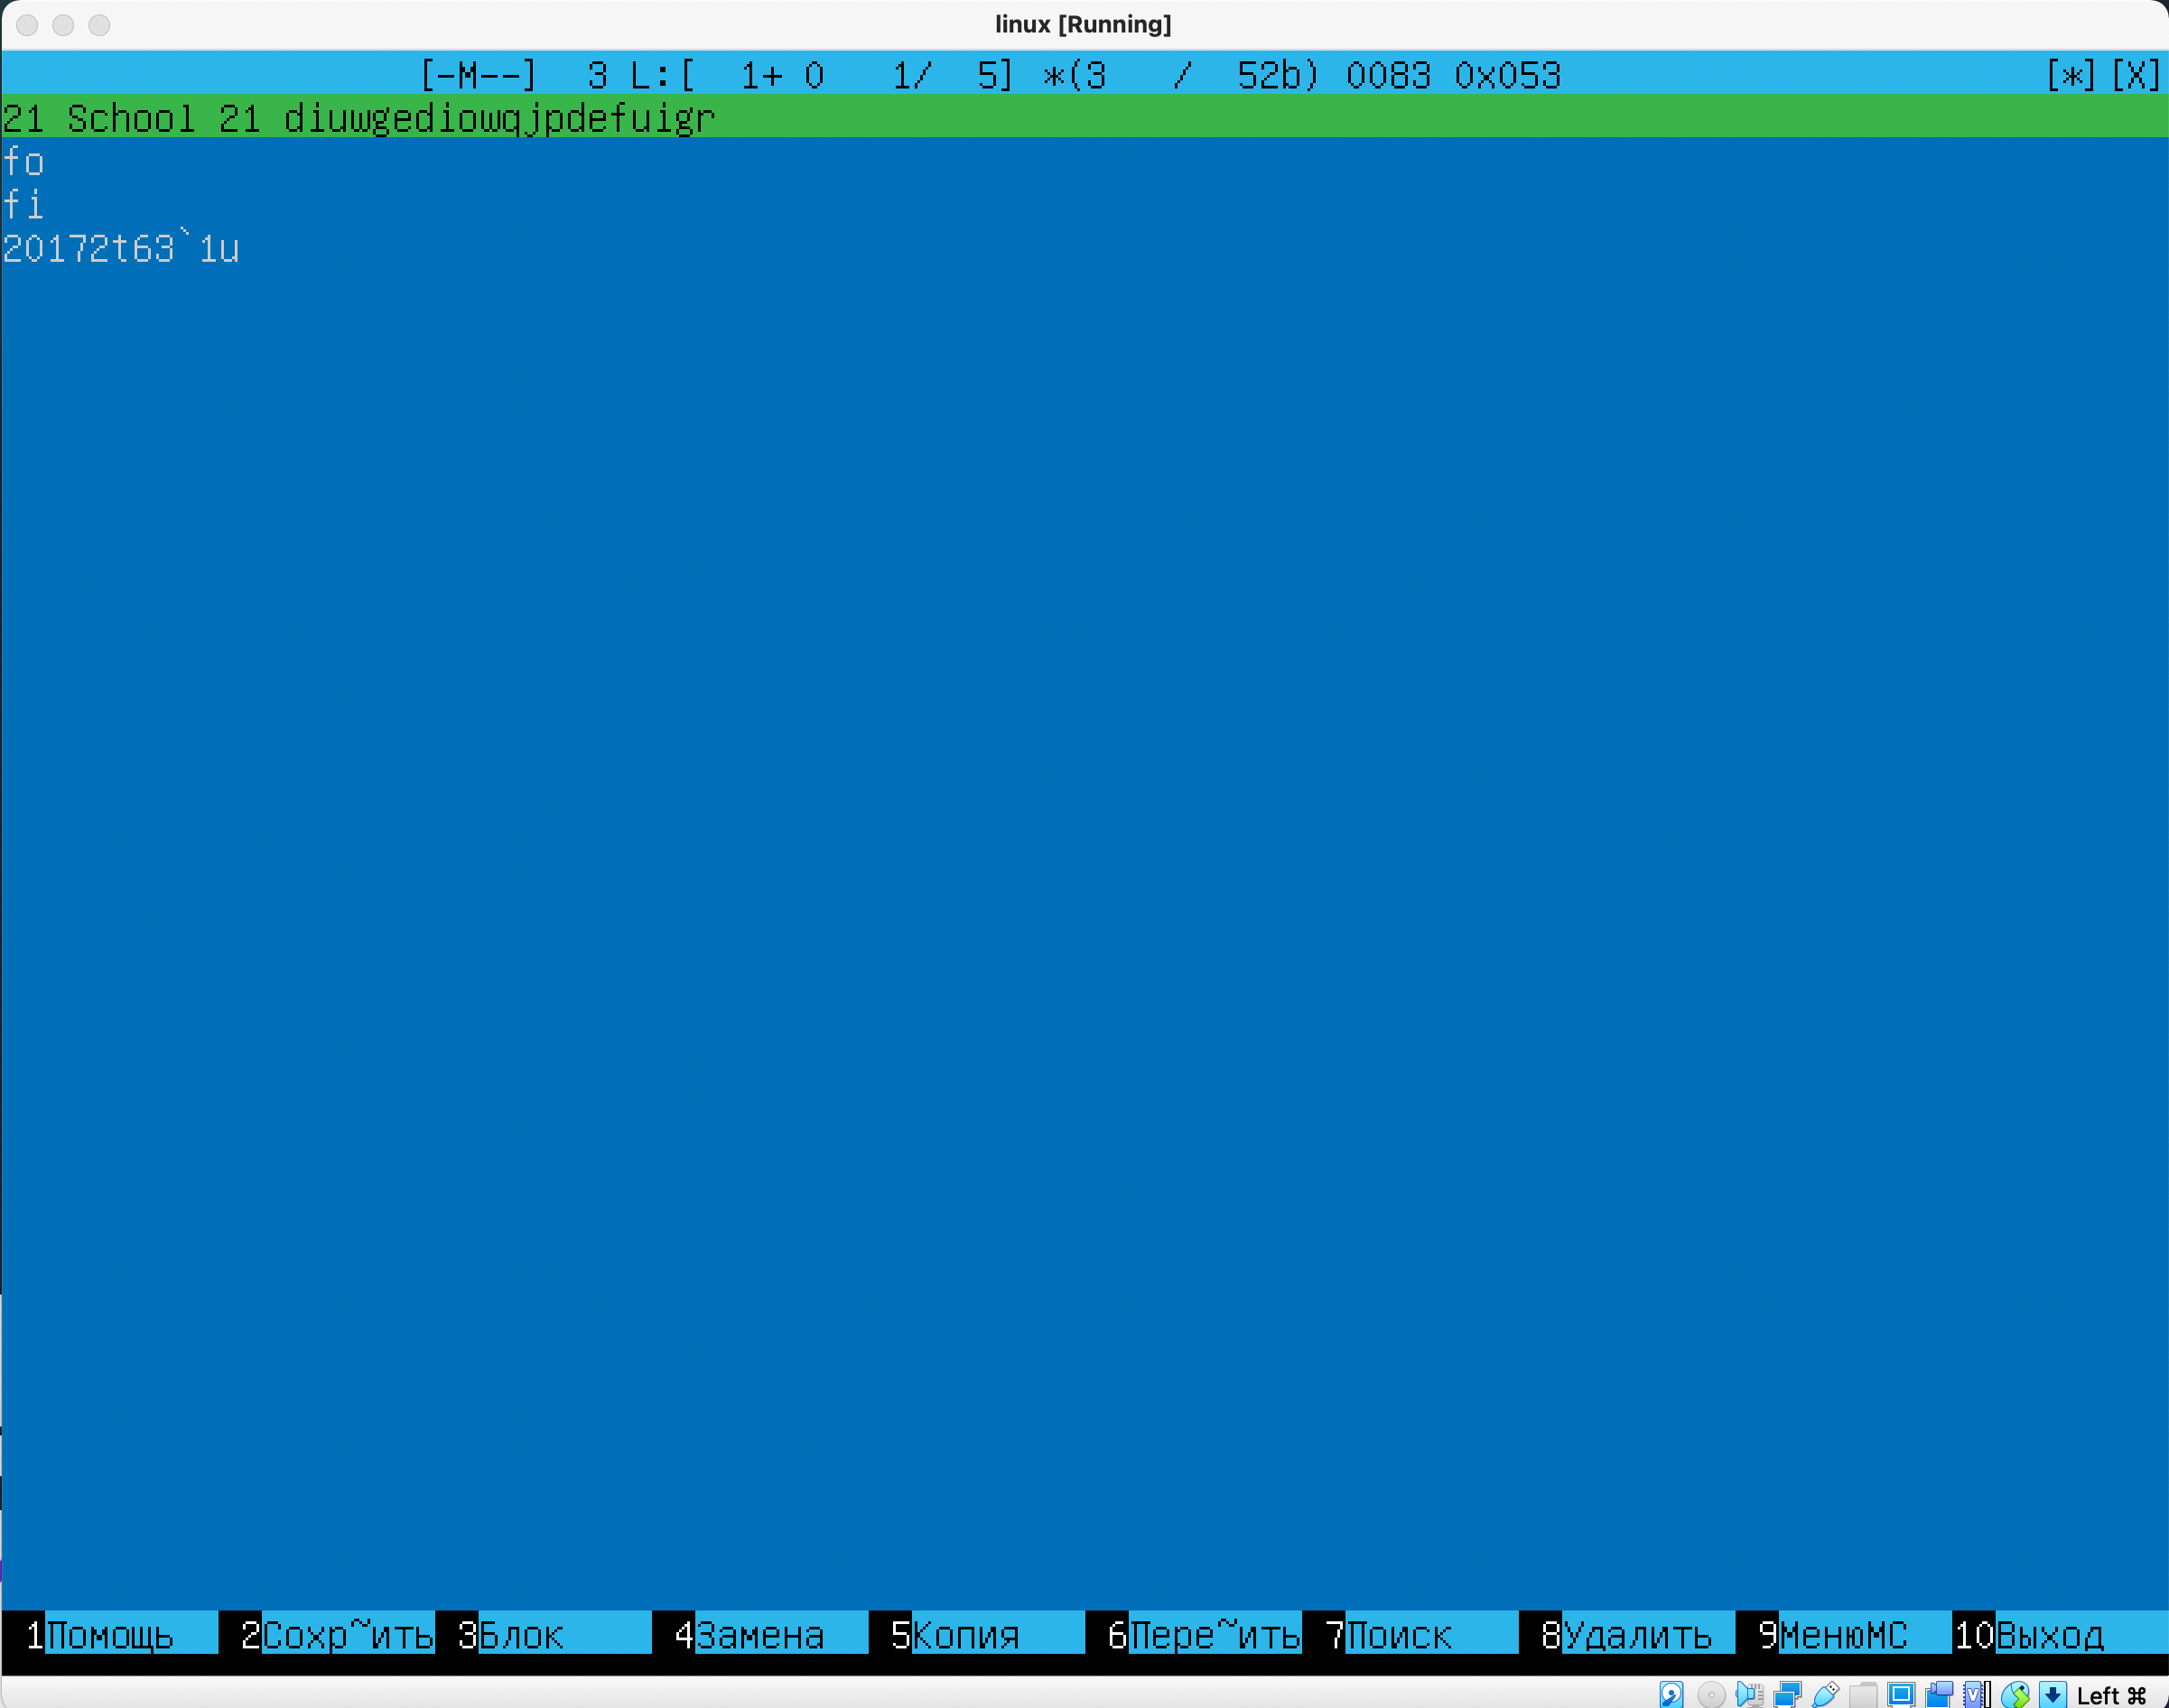 linux [Running]
[-M--]  3 L:[  1+ 0   1/  5] *(3   /  52b) 0083 0x053 [*][X]
21 School 21 diuwgediowqjpdefuigr
fo
fi
20172t63`1u
1Помощь 2Сохр~ить 3Блок 4Замена 5Копия 6Пере~ить 7Поиск 8Удалить 9МенюМС 10Выход
Left ⌘